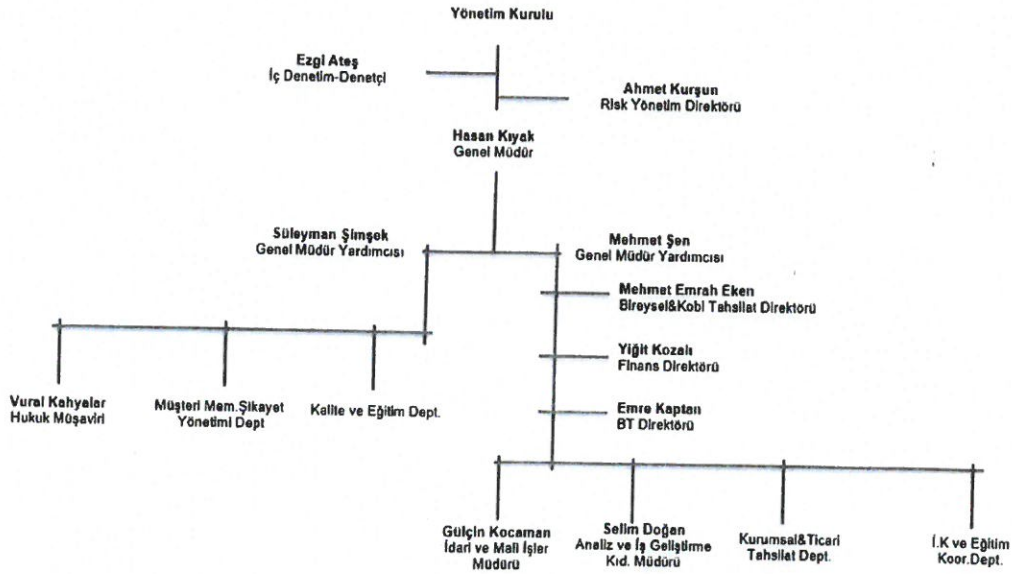 Yönetim Kurulu
Ezgi Ateş
İç Denetim-Denetçi
Ahmet Kurşun
Risk Yönetim Direktörü
Hasan Kıyak
Genel Müdür
Süleyman Şimşek
Genel Müdür Yardımcısı
Mehmet Şen
Genel Müdür Yardımcısı
Mehmet Emrah Eken
Bireysel&Kobi Tahsilat Direktörü
Yiğit Kozalı
Finans Direktörü
Emre Kaptan
BT Direktörü
Vural Kahyalar
Hukuk Müşaviri
Müşteri Mem.Şikayet
Yönetimi Dept
Kalite ve Eğitim Dept.
Gülçin Kocaman
İdari ve Mali İşler
Müdürü
Selim Doğan
Analiz ve İş Geliştirme
Kıd. Müdürü
Kurumsal&Ticari
Tahsilat Dept.
İ.K ve Eğitim
Koor.Dept.